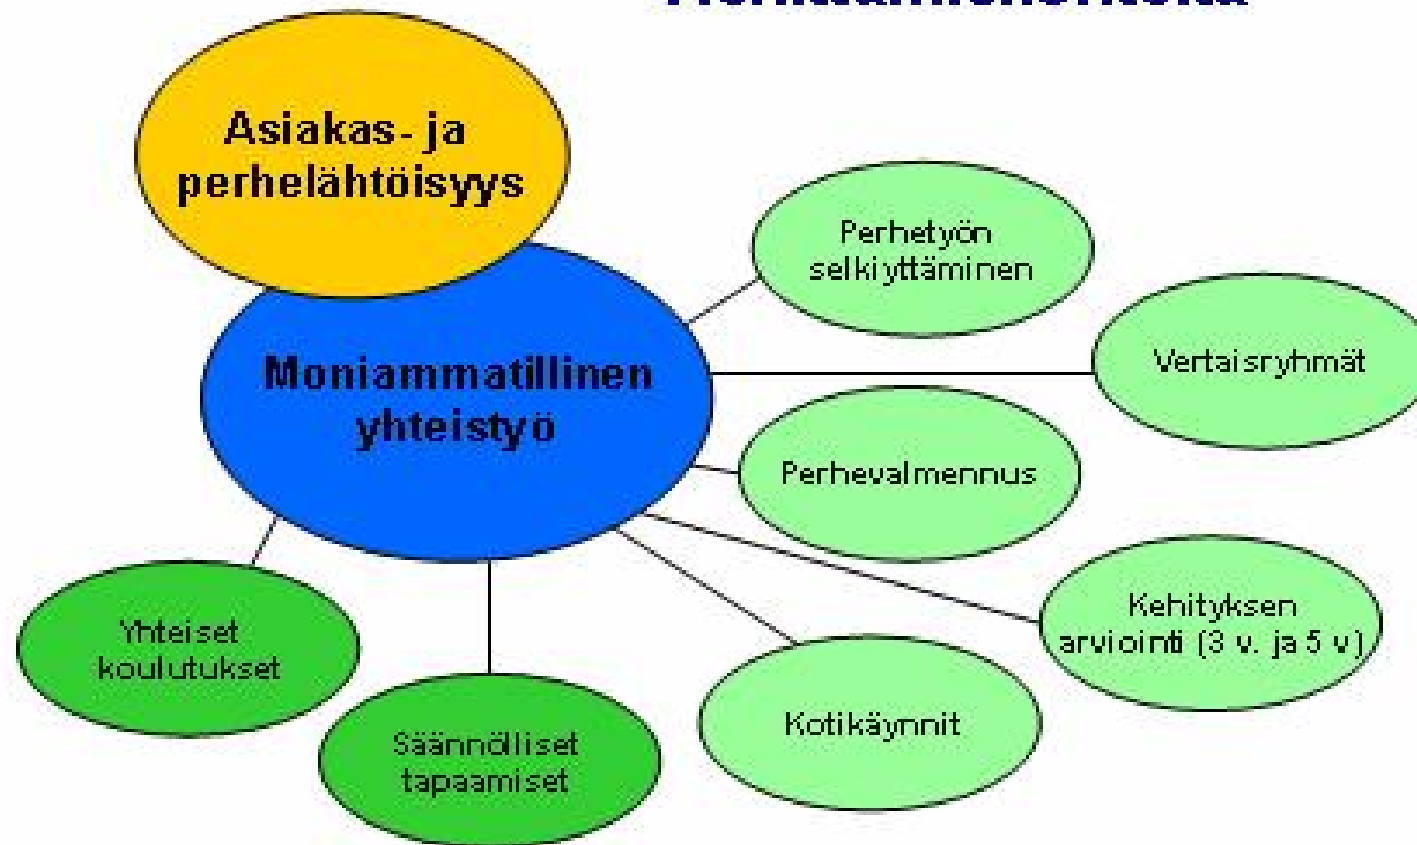 Asiakas- ja
perhelähtöisyys
Moniammatillinen
yhteistyö
Perhetyön
selkiyttäminen
Vertaisryhmät
Perhevalmennus
Kehityksen
arviointi (3 v. ja 5 v)
Kotikäynnit
Säännölliset
tapaamiset
Yhteiset
koulutukset